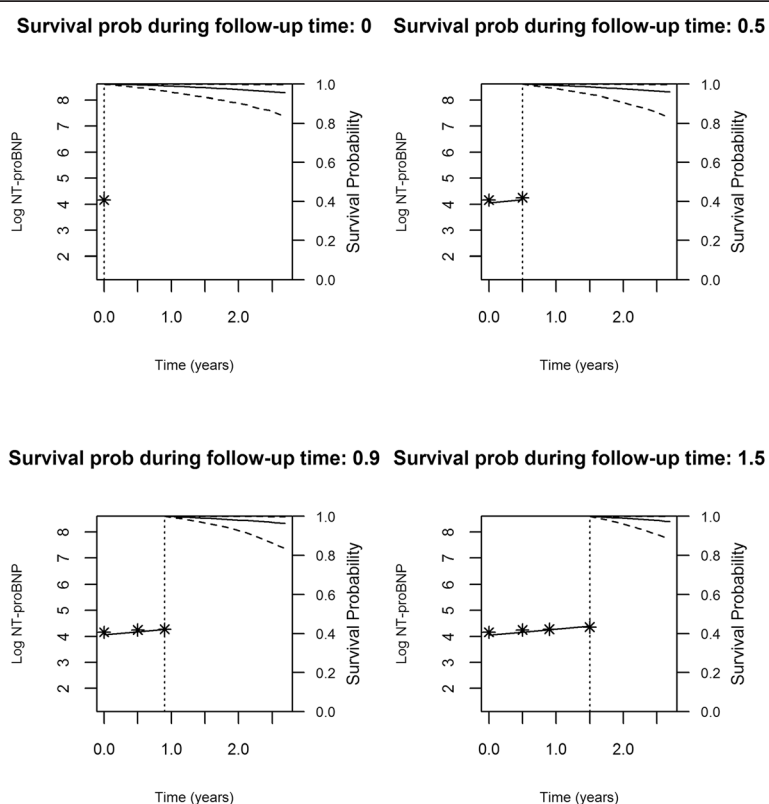 Survival prob during follow-up time: 0
Log NT-proBNP
8
7
6
5
4
3
2
0.0 1.0 2.0
Time (years)
1.0
0.8
0.6
0.4
0.2
0.0
Survival Probability
Survival prob during follow-up time: 0.5
Log NT-proBNP
8
7
6
5
4
3
2
0.0 1.0 2.0
Time (years)
1.0
0.8
0.6
0.4
0.2
0.0
Survival Probability
Survival prob during follow-up time: 0.9
Log NT-proBNP
8
7
6
5
4
3
2
0.0 1.0 2.0
Time (years)
1.0
0.8
0.6
0.4
0.2
0.0
Survival Probability
Survival prob during follow-up time: 1.5
Log NT-proBNP
8
7
6
5
4
3
2
0.0 1.0 2.0
Time (years)
1.0
0.8
0.6
0.4
0.2
0.0
Survival Probability